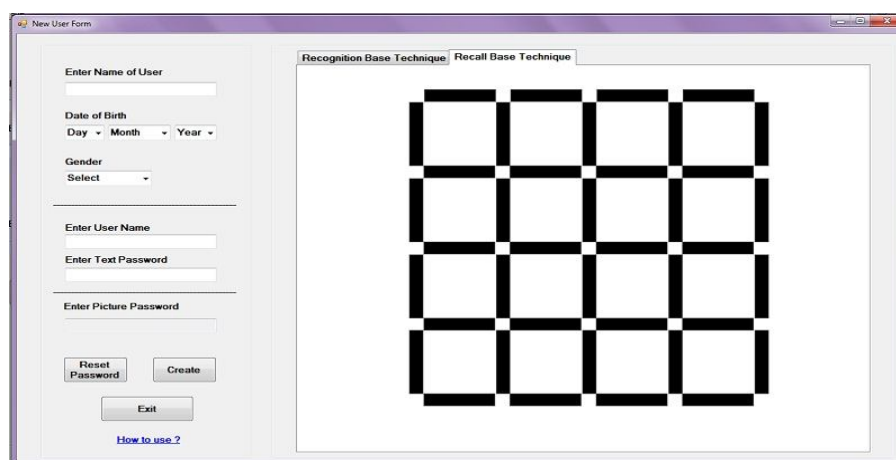 New User Form
Enter Name of User
Date of Birth
Day Month Year
Gender
Select
Enter User Name
Enter Text Password
Enter Picture Password
Reset
Password
Create
Exit
How to use ?
Recognition Base Technique Recall Base Technique